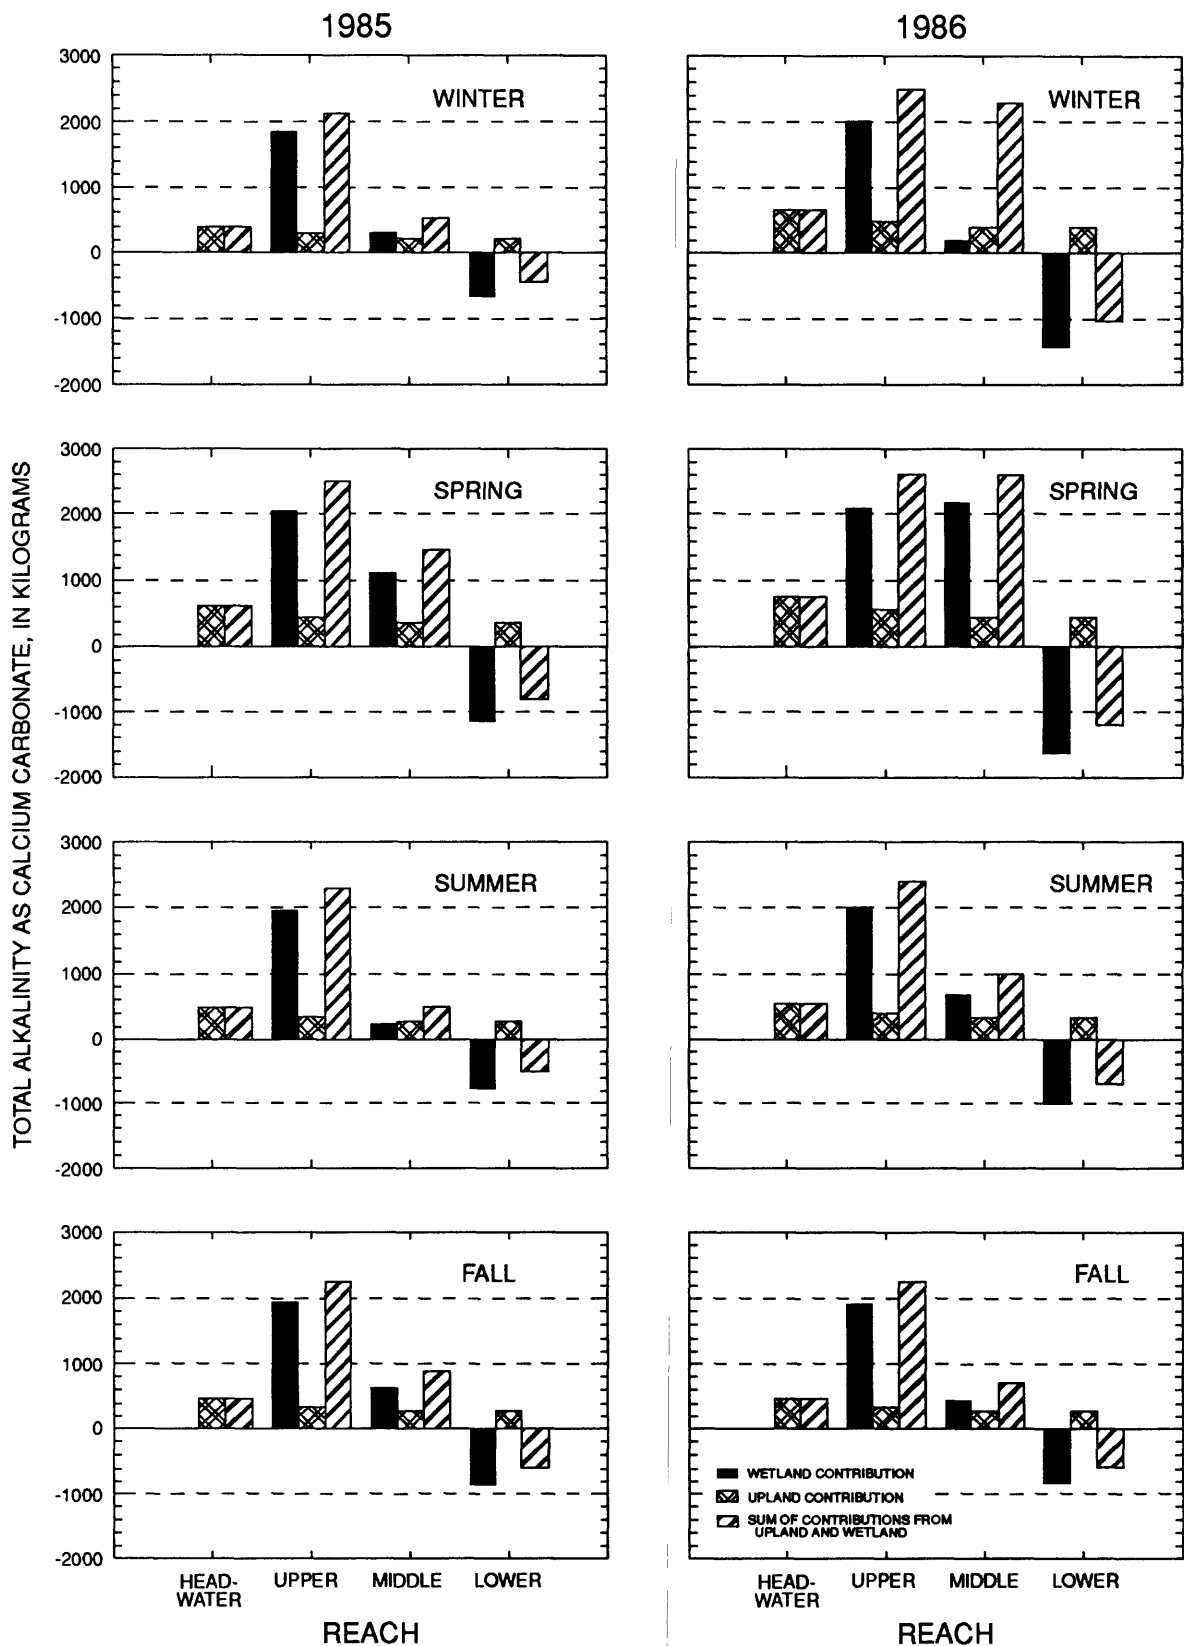 1985
1986
TOTAL ALKALINITY AS CALCIUM CARBONATE, IN KILOGRAMS
3000
2000
1000
0
-1000
-2000
WINTER
WINTER
3000
2000
1000
0
-1000
-2000
SPRING
SPRING
3000
2000
1000
0
-1000
-2000
SUMMER
SUMMER
3000
2000
1000
0
-1000
-2000
FALL
FALL
WETLAND CONTRIBUTION
UPLAND CONTRIBUTION
SUM OF CONTRIBUTIONS FROM
UPLAND AND WETLAND
HEAD-
WATER
UPPER
MIDDLE
LOWER
HEAD-
WATER
UPPER
MIDDLE
LOWER
REACH
REACH